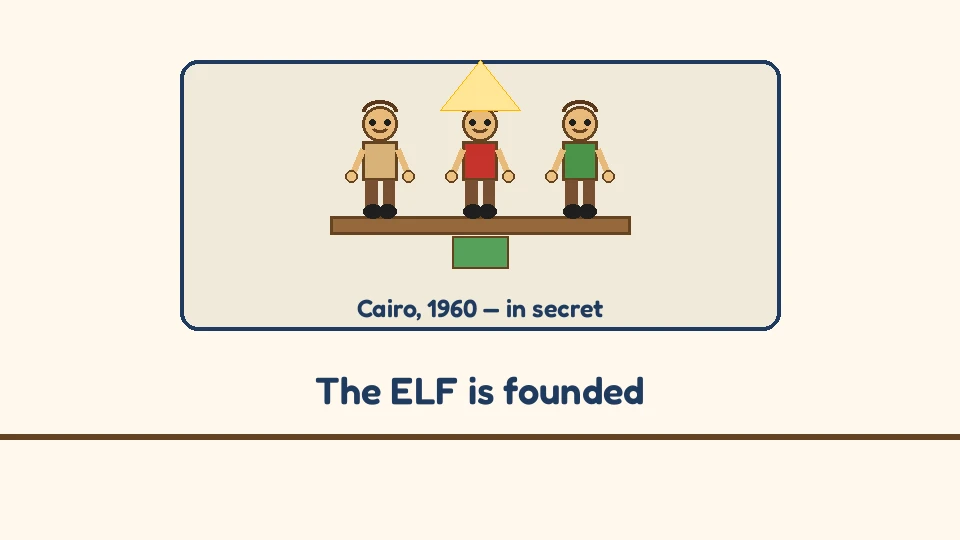 Cairo, 1960 — in secret
The ELF is founded